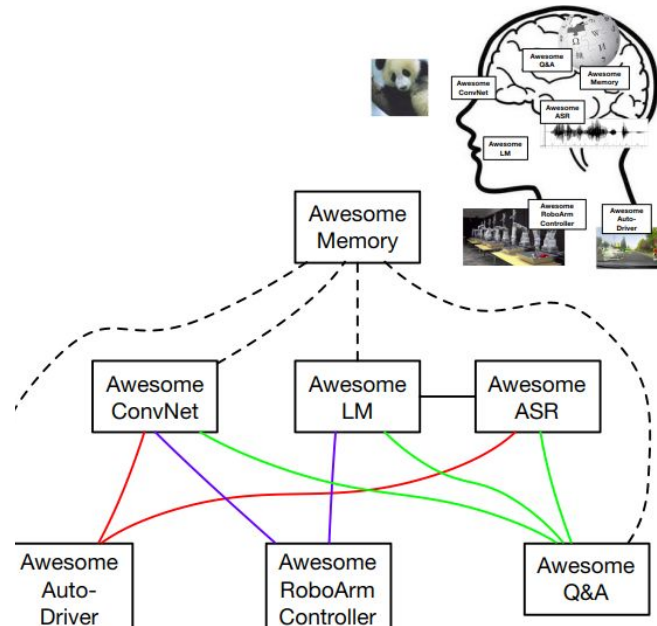 Awesome
Q&A
Awesome
Memory
Awesome
ConvNet
Awesome
ASR
Awesome
LM
Awesome
RoboArm
Controller
Awesome
Auto-
Driver
Awesome
Memory
Awesome
ConvNet
Awesome
LM
Awesome
ASR
Awesome
Auto-
Driver
Awesome
RoboArm
Controller
Awesome
Q&A